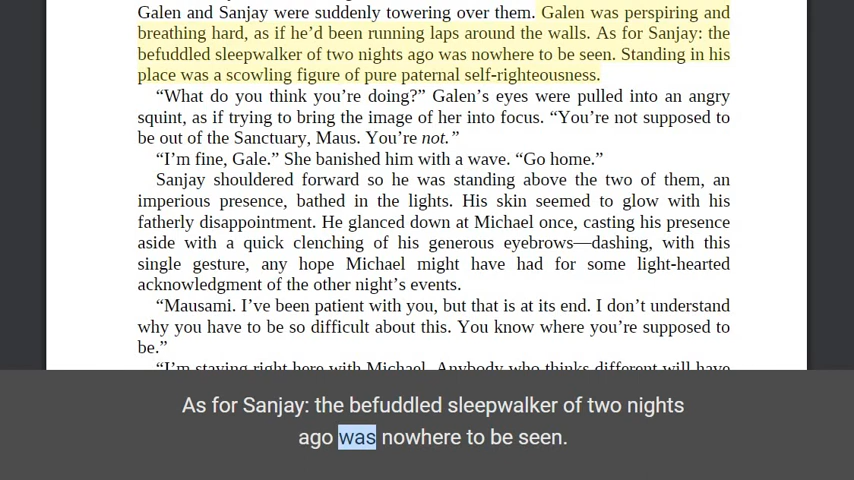 Galen and Sanjay were suddenly towering over them. Galen was perspiring and
breathing hard, as if he’d been running laps around the walls. As for Sanjay: the
befuddled sleepwalker of two nights ago was nowhere to be seen. Standing in his
place was a scowling figure of pure paternal self-righteousness.
“What do you think you’re doing?” Galen’s eyes were pulled into an angry
squint, as if trying to bring the image of her into focus. “You’re not supposed to
be out of the Sanctuary, Maus. You’re not.”
“I’m fine, Gale.” She banished him with a wave. “Go home.”
Sanjay shouldered forward so he was standing above the two of them, an
imperious presence, bathed in the lights. His skin seemed to glow with his
fatherly disappointment. He glanced down at Michael once, casting his presence
aside with a quick clenching of his generous eyebrows—dashing, with this
single gesture, any hope Michael might have had for some light-hearted
acknowledgment of the other night’s events.
“Mausami. I’ve been patient with you, but that is at its end. I don’t understand
why you have to be so difficult about this. You know where you’re supposed to
be.”
“I’m staying right here with Michael. Anybody who thinks different will have
As for Sanjay: the befuddled sleepwalker of two nights
ago was nowhere to be seen.